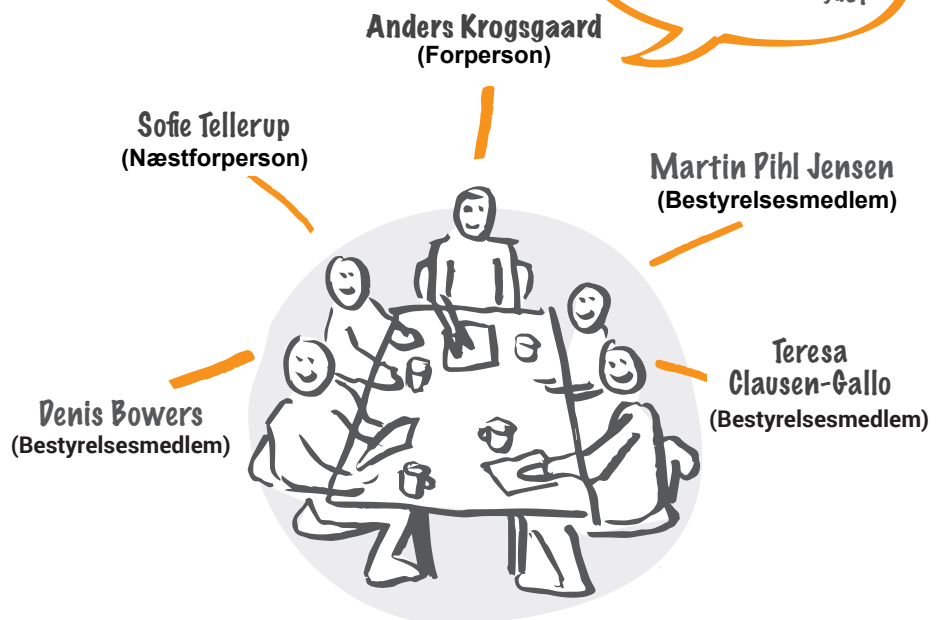 Anders Krogsgaard
(Forperson)
Sofie Tellerup
(Næstforperson)
Martin Pihl Jensen
(Bestyrelsesmedlem)
Teresa
Clausen-Gallo
(Bestyrelsesmedlem)
Denis Bowers
(Bestyrelsesmedlem)